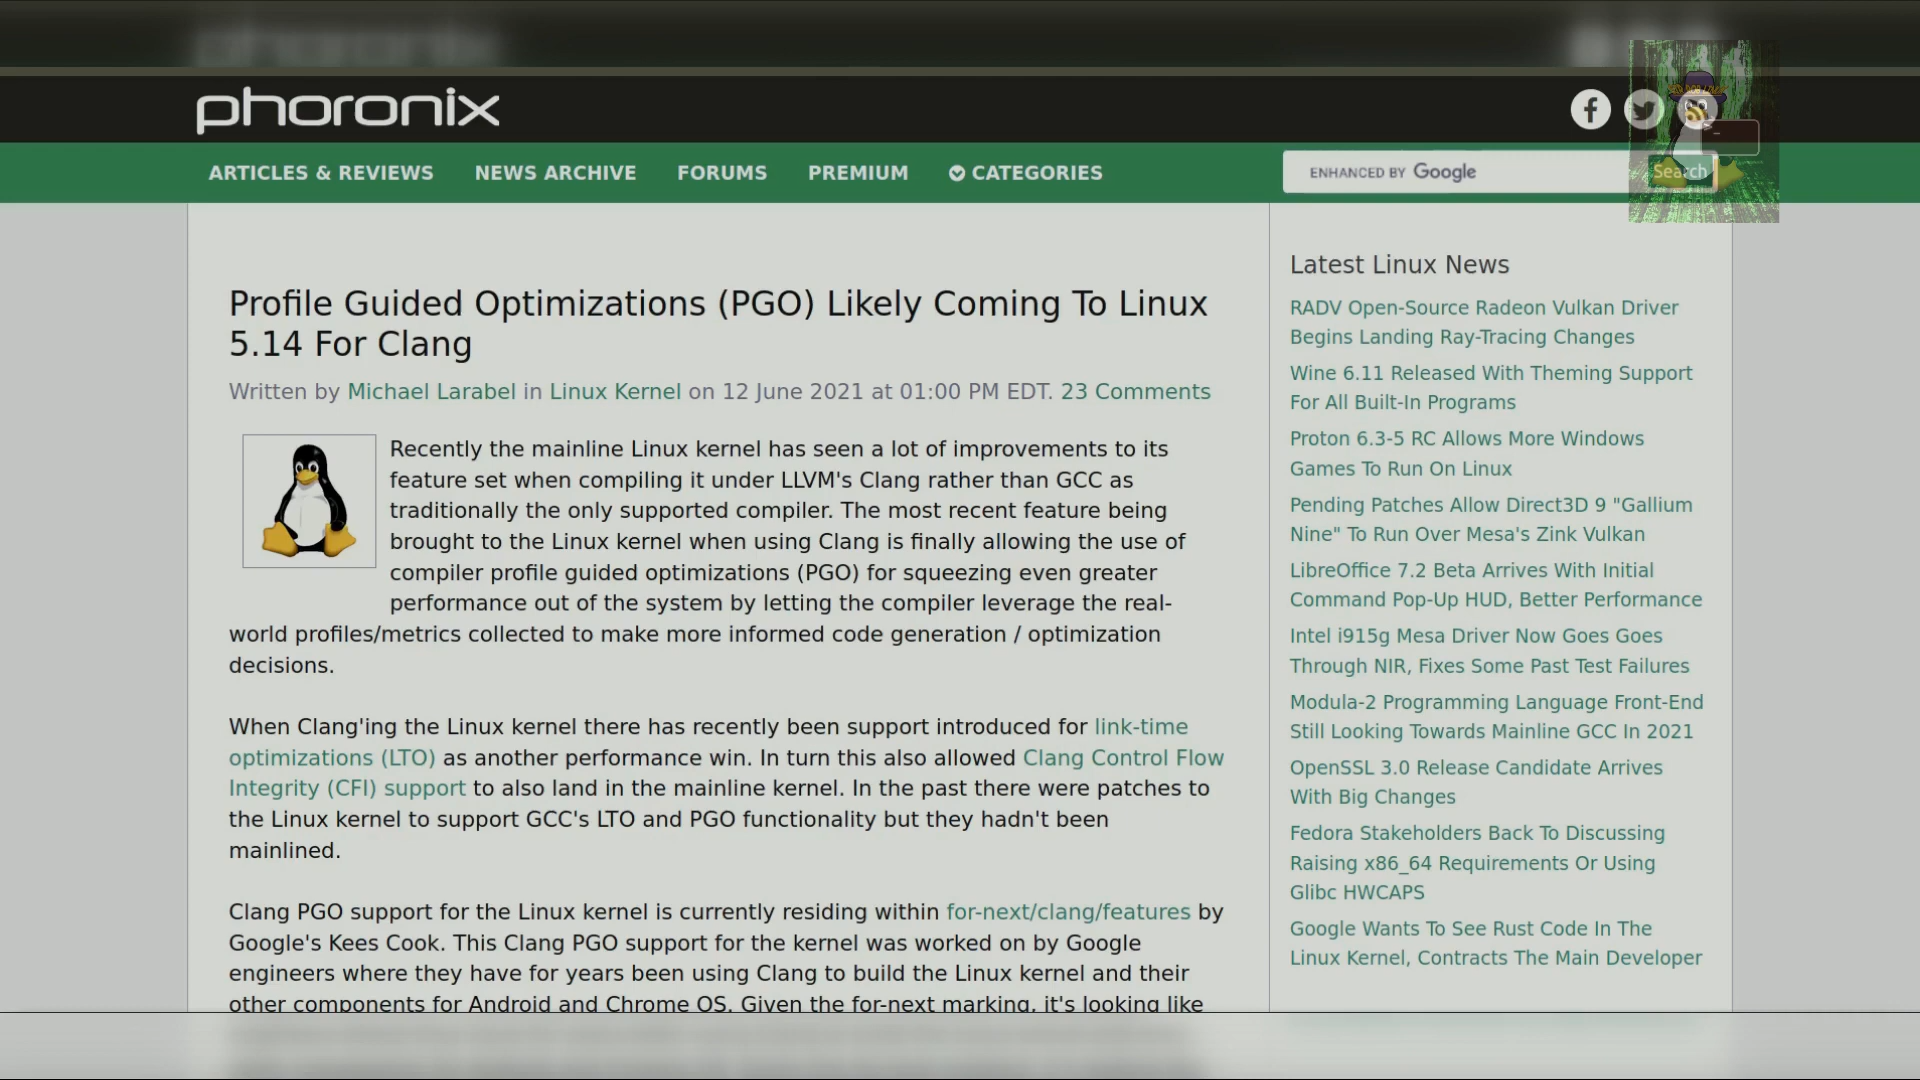 phoronix
ARTICLES & REVIEWS NEWS ARCHIVE FORUMS PREMIUM CATEGORIES
ENHANCED BY Google
Search
Profile Guided Optimizations (PGO) Likely Coming To Linux
5.14 For Clang
Written by Michael Larabel in Linux Kernel on 12 June 2021 at 01:00 PM EDT. 23 Comments
Recently the mainline Linux kernel has seen a lot of improvements to its
feature set when compiling it under LLVM's Clang rather than GCC as
traditionally the only supported compiler. The most recent feature being
brought to the Linux kernel when using Clang is finally allowing the use of
compiler profile guided optimizations (PGO) for squeezing even greater
performance out of the system by letting the compiler leverage the real-
world profiles/metrics collected to make more informed code generation / optimization
decisions.
When Clang'ing the Linux kernel there has recently been support introduced for link-time
optimizations (LTO) as another performance win. In turn this also allowed Clang Control Flow
Integrity (CFI) support to also land in the mainline kernel. In the past there were patches to
the Linux kernel to support GCC's LTO and PGO functionality but they hadn't been
mainlined.
Clang PGO support for the Linux kernel is currently residing within for-next/clang/features by
Google's Kees Cook. This Clang PGO support for the kernel was worked on by Google
engineers where they have for years been using Clang to build the Linux kernel and their
other components for Android and Chrome OS. Given the for-next marking, it's looking like
Latest Linux News
RADV Open-Source Radeon Vulkan Driver
Begins Landing Ray-Tracing Changes
Wine 6.11 Released With Theming Support
For All Built-In Programs
Proton 6.3-5 RC Allows More Windows
Games To Run On Linux
Pending Patches Allow Direct3D 9 "Gallium
Nine" To Run Over Mesa's Zink Vulkan
LibreOffice 7.2 Beta Arrives With Initial
Command Pop-Up HUD, Better Performance
Intel i915g Mesa Driver Now Goes Goes
Through NIR, Fixes Some Past Test Failures
Modula-2 Programming Language Front-End
Still Looking Towards Mainline GCC In 2021
OpenSSL 3.0 Release Candidate Arrives
With Big Changes
Fedora Stakeholders Back To Discussing
Raising x86_64 Requirements Or Using
Glibc HWCAPS
Google Wants To See Rust Code In The
Linux Kernel, Contracts The Main Developer